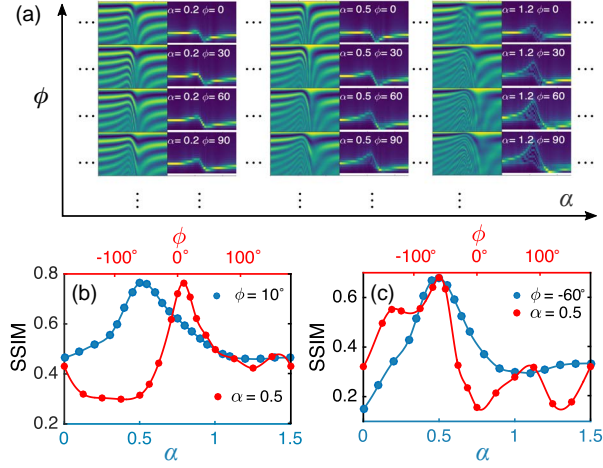 (a)
... α= 0.2 ϕ= 0 ... α= 0.5 ϕ= 0 ... α= 1.2 ϕ= 0 ...
... α= 0.2 ϕ= 30 ... α= 0.5 ϕ= 30 ... α= 1.2 ϕ= 30 ...
ϕ
... α= 0.2 ϕ= 60 ... α= 0.5 ϕ= 60 ... α= 1.2 ϕ= 60 ...
... α= 0.2 ϕ= 90 ... α= 0.5 ϕ= 90 ... α= 1.2 ϕ= 90 ...
⋮ ⋮ ⋮ ⋮ ⋮ α
ϕ
-100° 0° 100°
(b)
ϕ = 10°
α = 0.5
SSIM
0.8
0.6
0.4
0.2
0 0.5 1 1.5
α
ϕ
-100° 0° 100°
(c)
ϕ = -60°
α = 0.5
SSIM
0.6
0.4
0.2
0 0.5 1 1.5
α